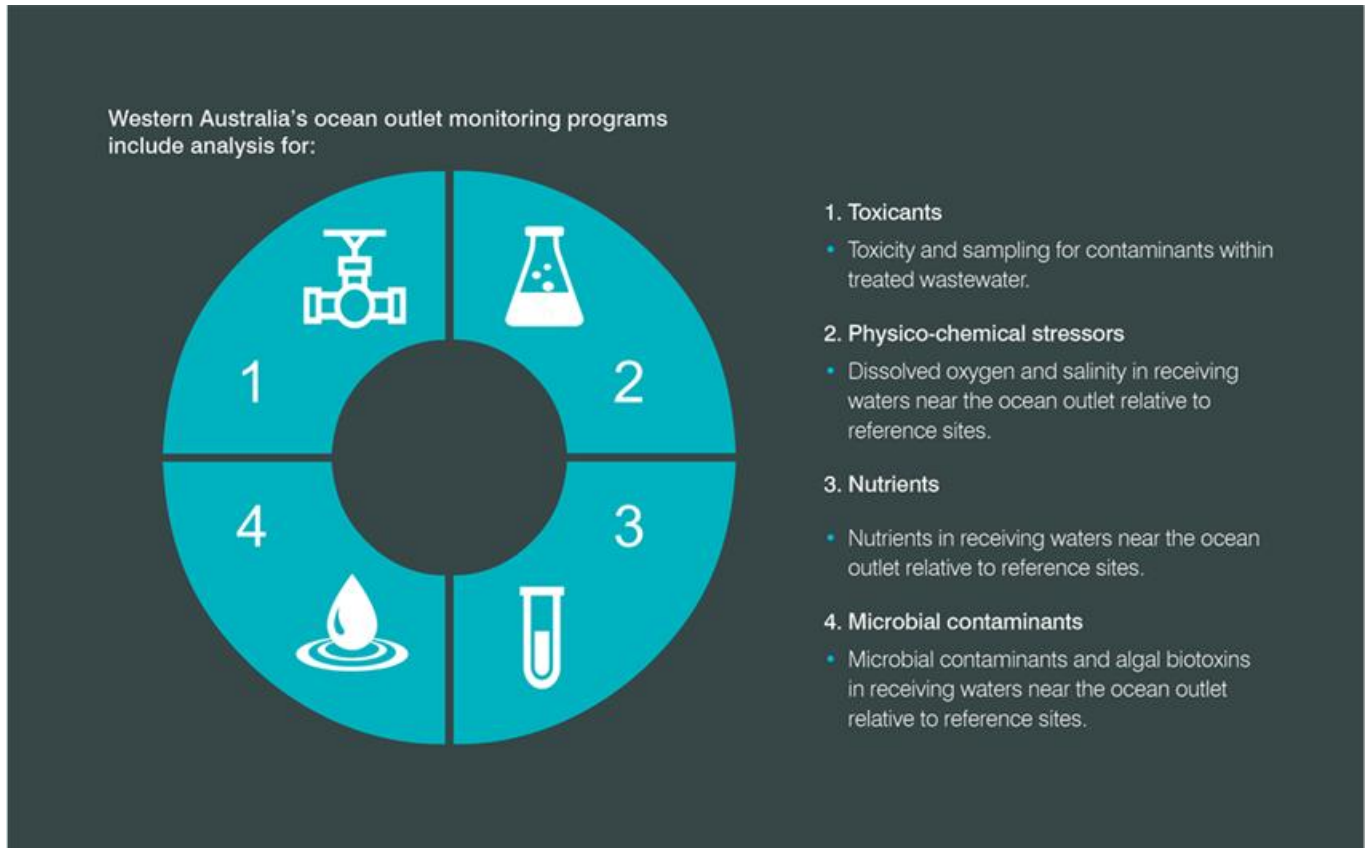 Western Australia's ocean outlet monitoring programs
include analysis for:
1
2
4
3
1. Toxicants
• Toxicity and sampling for contaminants within
treated wastewater.
2. Physico-chemical stressors
• Dissolved oxygen and salinity in receiving
waters near the ocean outlet relative to
reference sites.
3. Nutrients
• Nutrients in receiving waters near the ocean
outlet relative to reference sites.
4. Microbial contaminants
• Microbial contaminants and algal biotoxins
in receiving waters near the ocean outlet
relative to reference sites.